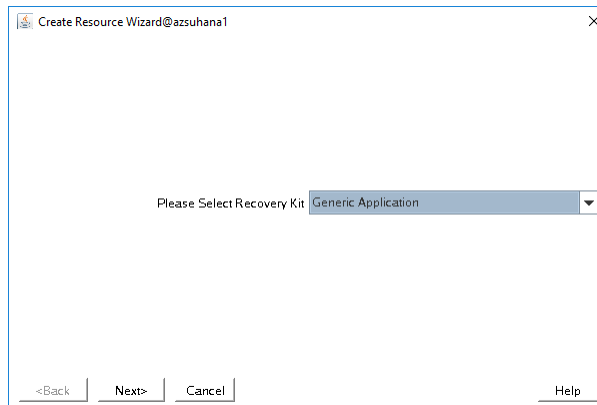 Create Resource Wizard@azsuhana1
Please Select Recovery Kit Generic Application
<Back Next> Cancel Help